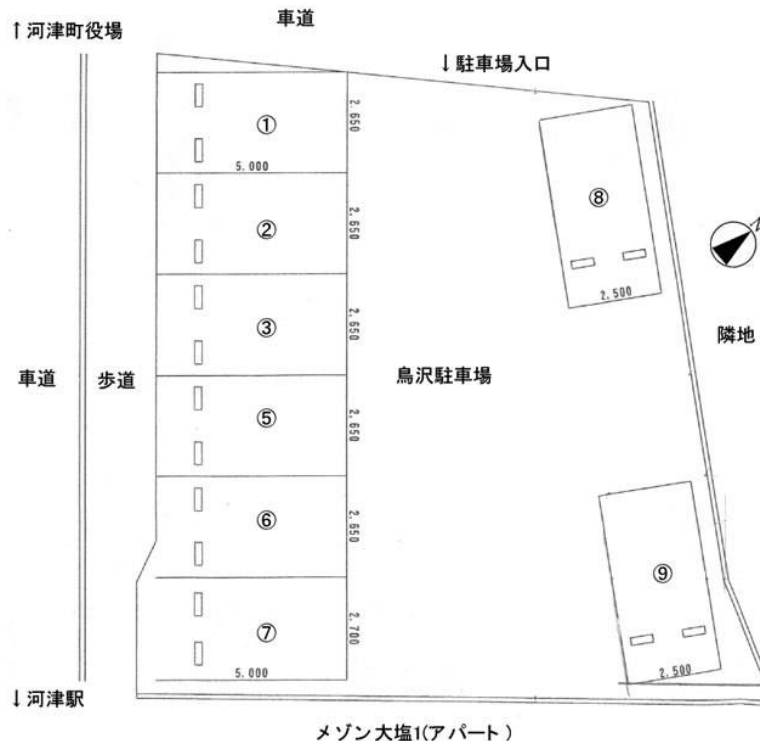 車道
↑河津町役場
↓駐車場入口
①
2.650
5.000
②
2.650
⑧
2.500
N
③
2.650
隣地
車道
歩道
鳥沢駐車場
⑤
2.650
⑥
2.650
⑨
2.500
⑦
2.700
5.000
↓河津駅
メゾン大塩1(アパート)